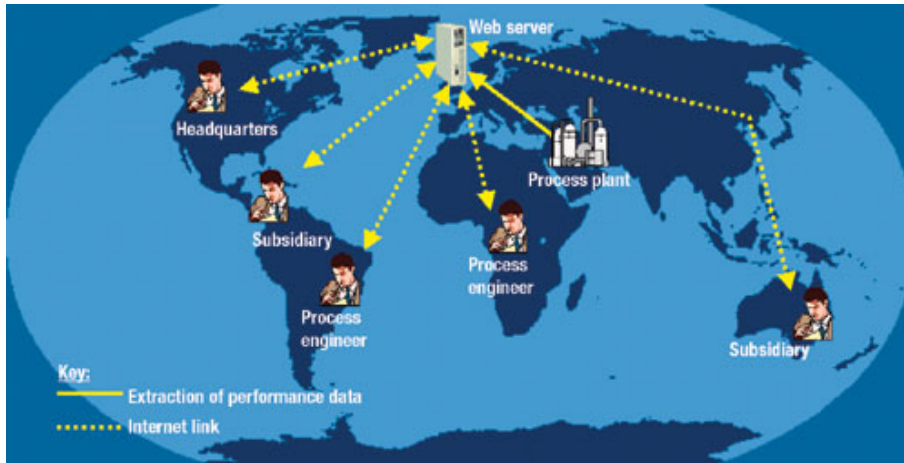 Web server
Headquarters
Process plant
Subsidiary
Process
engineer
Process
engineer
Subsidiary
Key:
Extraction of performance data
Internet link